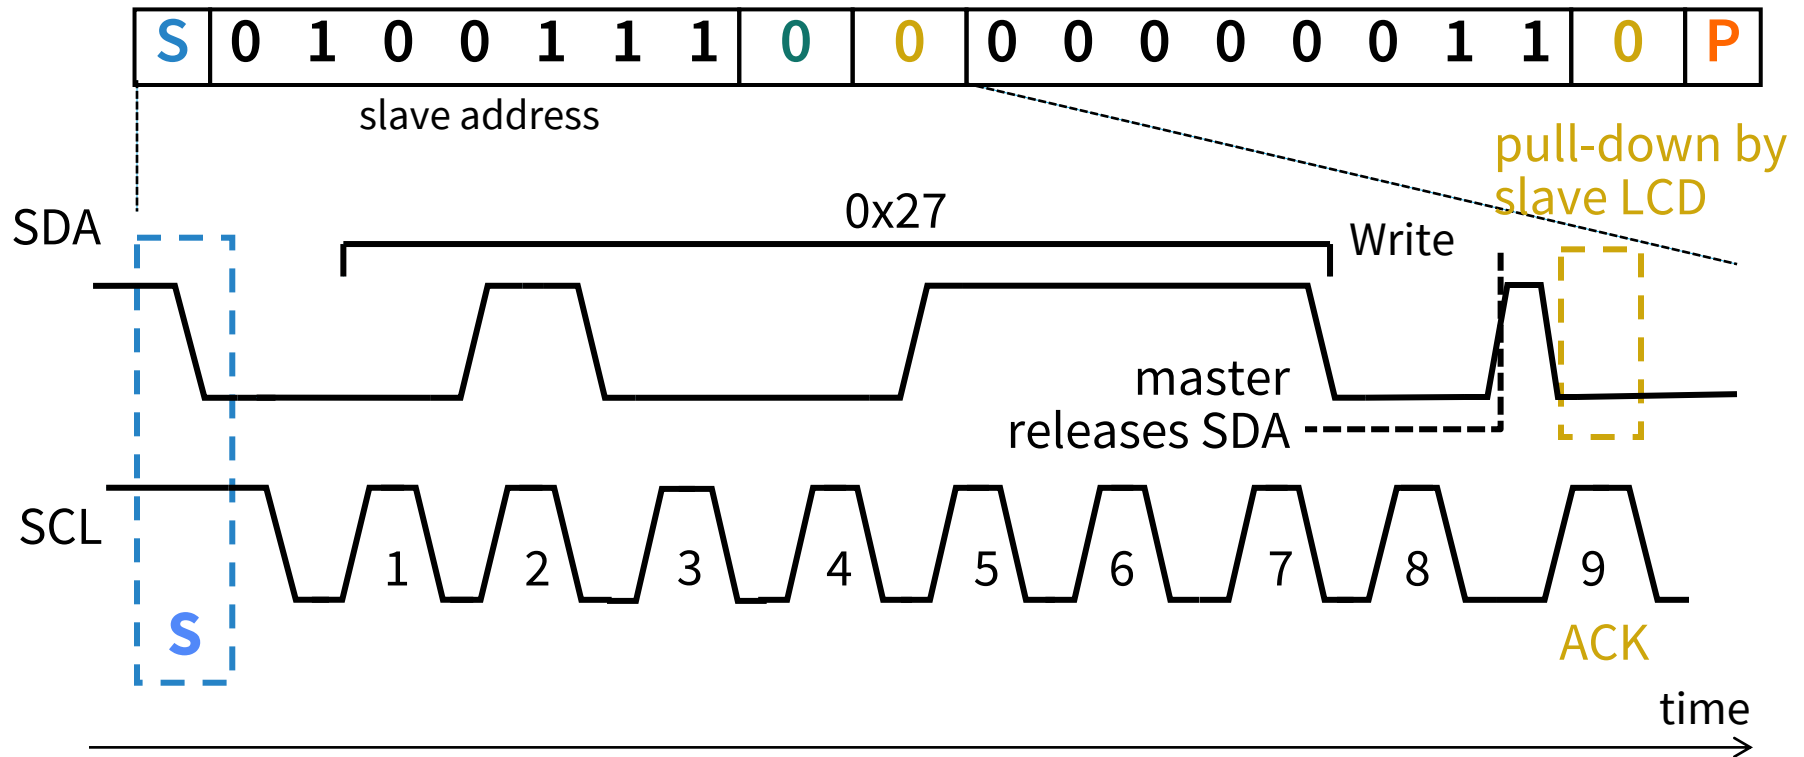 S 0 1 0 0 1 1 1 0 0 0 0 0 0 0 0 1 1 0 P
slave address
pull-down by
slave LCD
0x27
SDA
Write
master
releases SDA
SCL
1 2 3 4 5 6 7 8 9
S
ACK
time